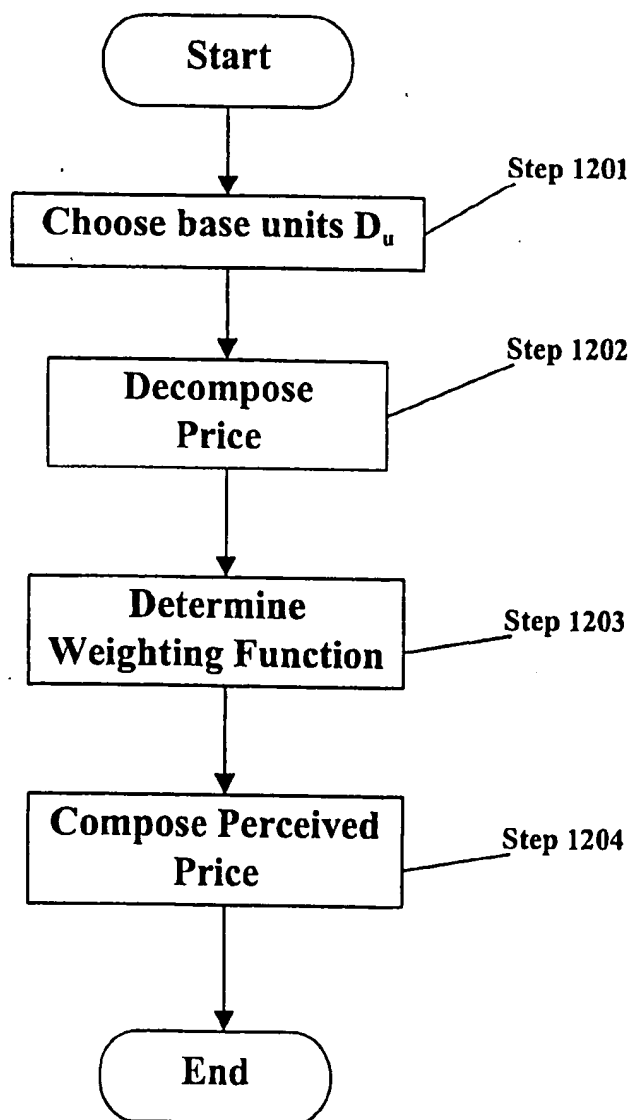 Start
Step 1201
Choose base units Du
Step 1202
Decompose
Price
Determine
Weighting Function
Step 1203
Compose Perceived
Price
Step 1204
End